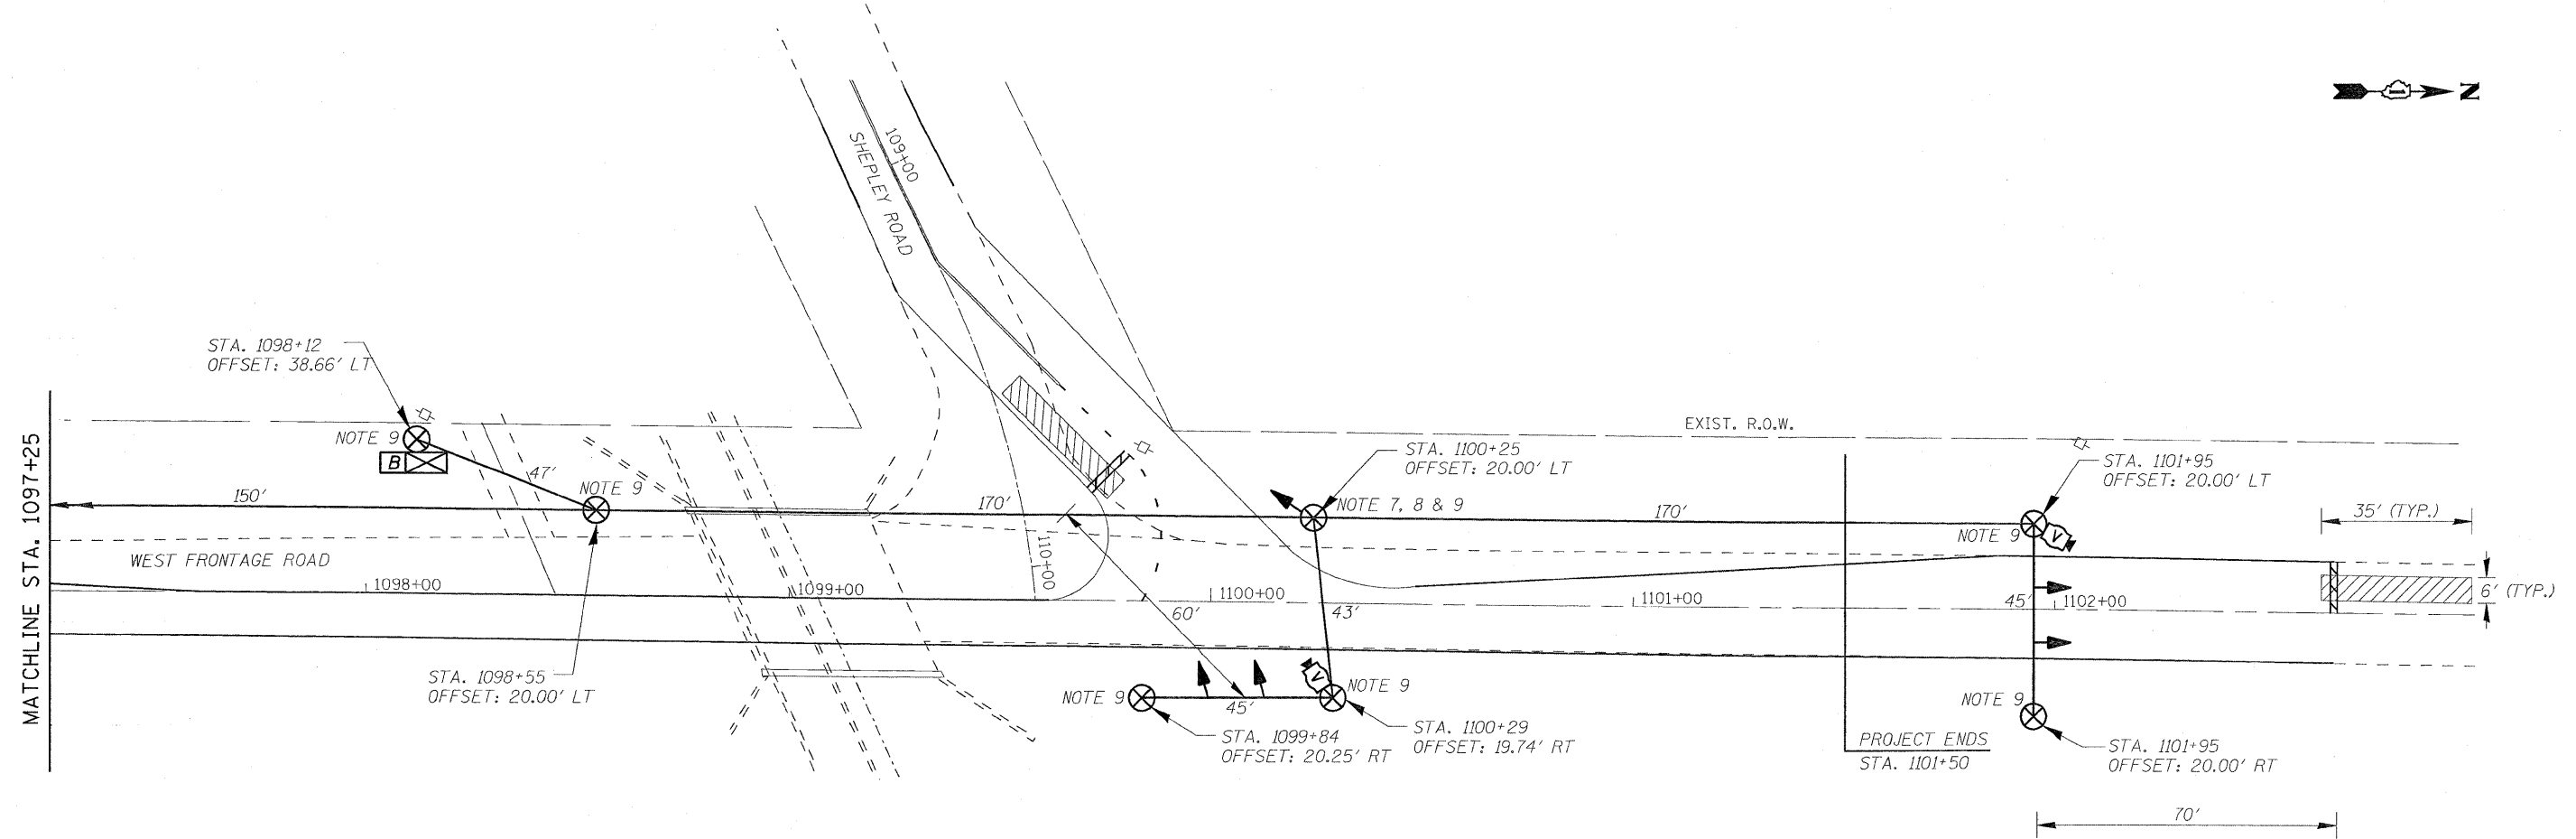 N
109+00
SHEPLEY ROAD
STA. 1098+12
OFFSET: 38.66' LT
NOTE 9
B
47'
MATCHLINE STA. 1097+25
150'
NOTE 9
170'
110+00
STA. 1100+25
OFFSET: 20.00' LT
NOTE 7, 8 & 9
170'
EXIST. R.O.W.
STA. 1101+95
OFFSET: 20.00' LT
NOTE 9
V
35' (TYP.)
6' (TYP.)
WEST FRONTAGE ROAD
1098+00
1099+00
1100+00
1101+00
1102+00
60'
43'
45'
STA. 1098+55
OFFSET: 20.00' LT
NOTE 9
45'
V
NOTE 9
STA. 1099+84
OFFSET: 20.25' RT
STA. 1100+29
OFFSET: 19.74' RT
PROJECT ENDS
STA. 1101+50
NOTE 9
STA. 1101+95
OFFSET: 20.00' RT
70'